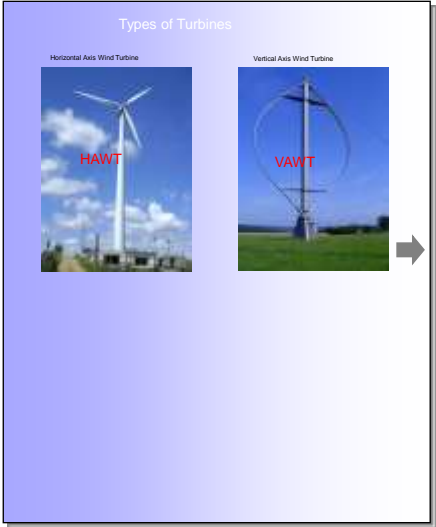 Types of Turbines
Horizontal Axis Wind Turbine
Vertical Axis Wind Turbine
HAWT
VAWT